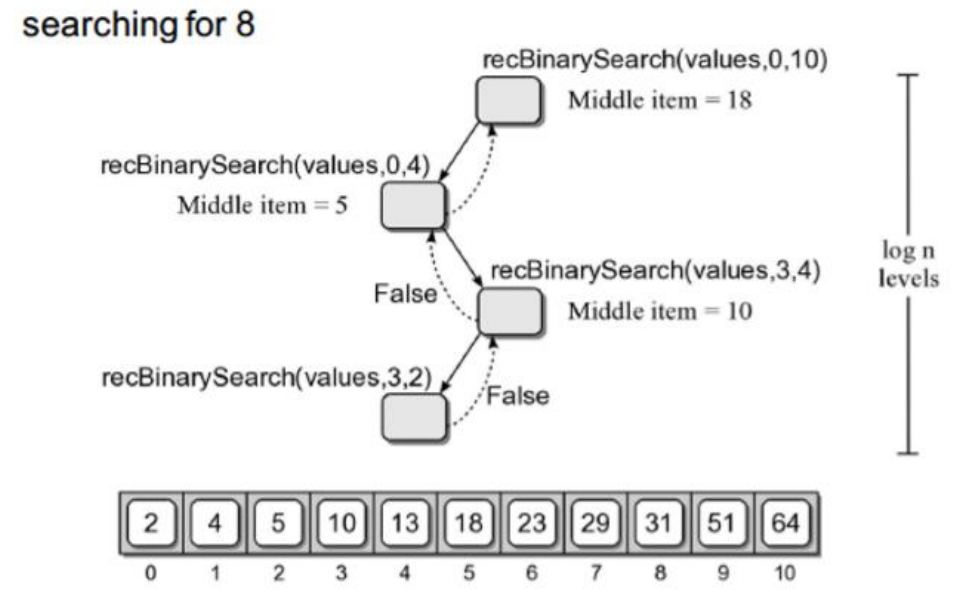 searching for 8
recBinarySearch(values,0,10)
Middle item = 18
recBinarySearch(values,0,4)
Middle item = 5
log n
levels
recBinarySearch(values,3,4)
False
Middle item = 10
recBinarySearch(values,3,2)
False
2 4 5 10 13 18 23 29 31 51 64
0 1 2 3 4 5 6 7 8 9 10